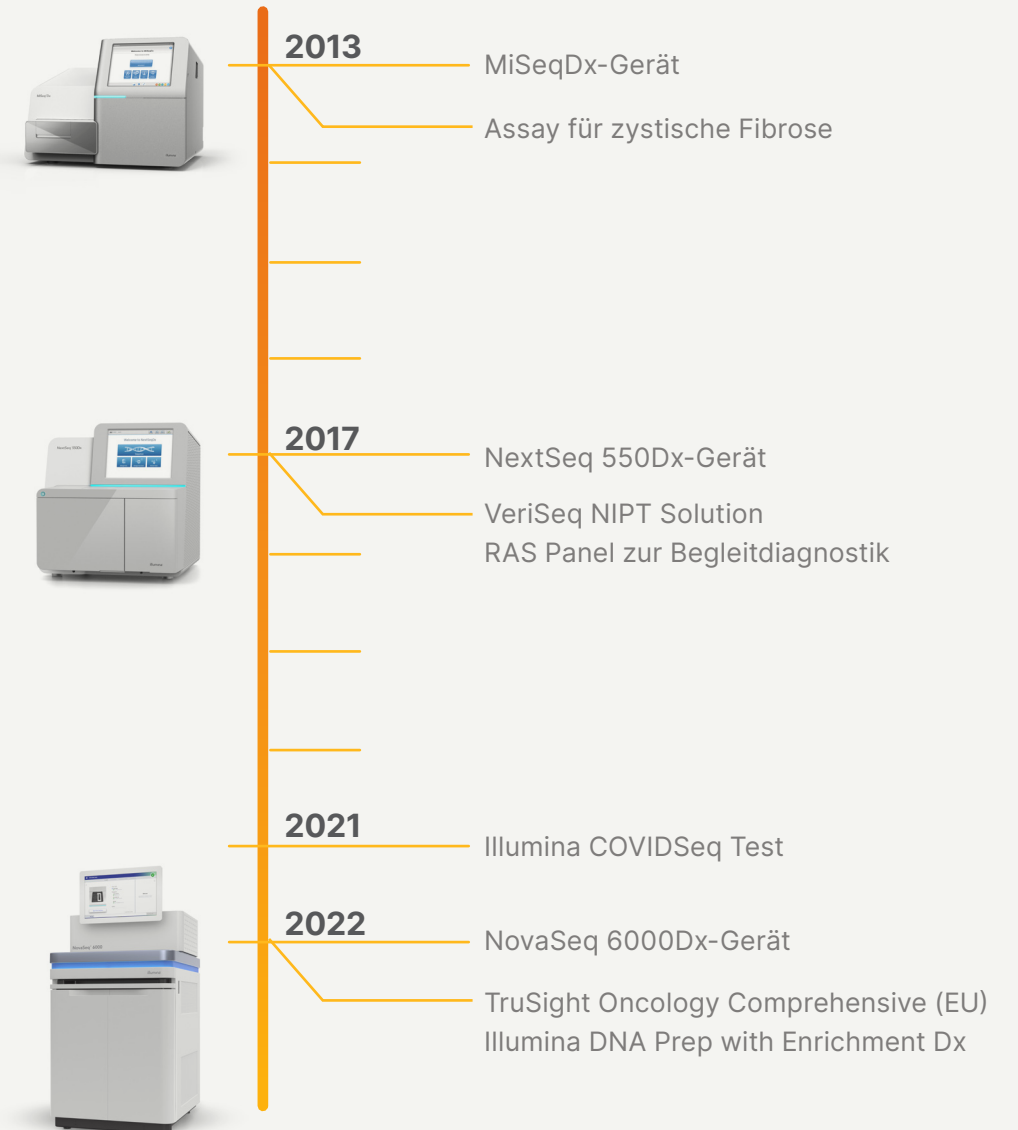 2013
MiSeqDx-Gerät
Assay für zystische Fibrose
2017
NextSeq 550Dx-Gerät
VeriSeq NIPT Solution
RAS Panel zur Begleitdiagnostik
2021
Illumina COVIDSeq Test
2022
NovaSeq 6000Dx-Gerät
TruSight Oncology Comprehensive (EU)
Illumina DNA Prep with Enrichment Dx